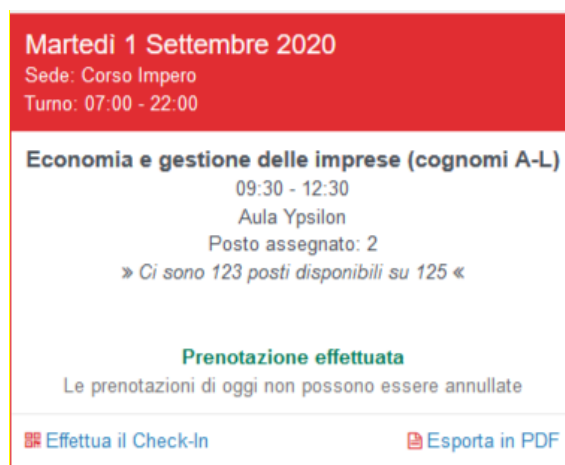 Martedì 1 Settembre 2020
Sede: Corso Impero
Turno: 07:00 - 22:00
Economia e gestione delle imprese (cognomi A-L)
09:30 - 12:30
Aula Ypsilon
Posto assegnato: 2
» Ci sono 123 posti disponibili su 125 «
Prenotazione effettuata
Le prenotazioni di oggi non possono essere annullate
Effettua il Check-In
Esporta in PDF